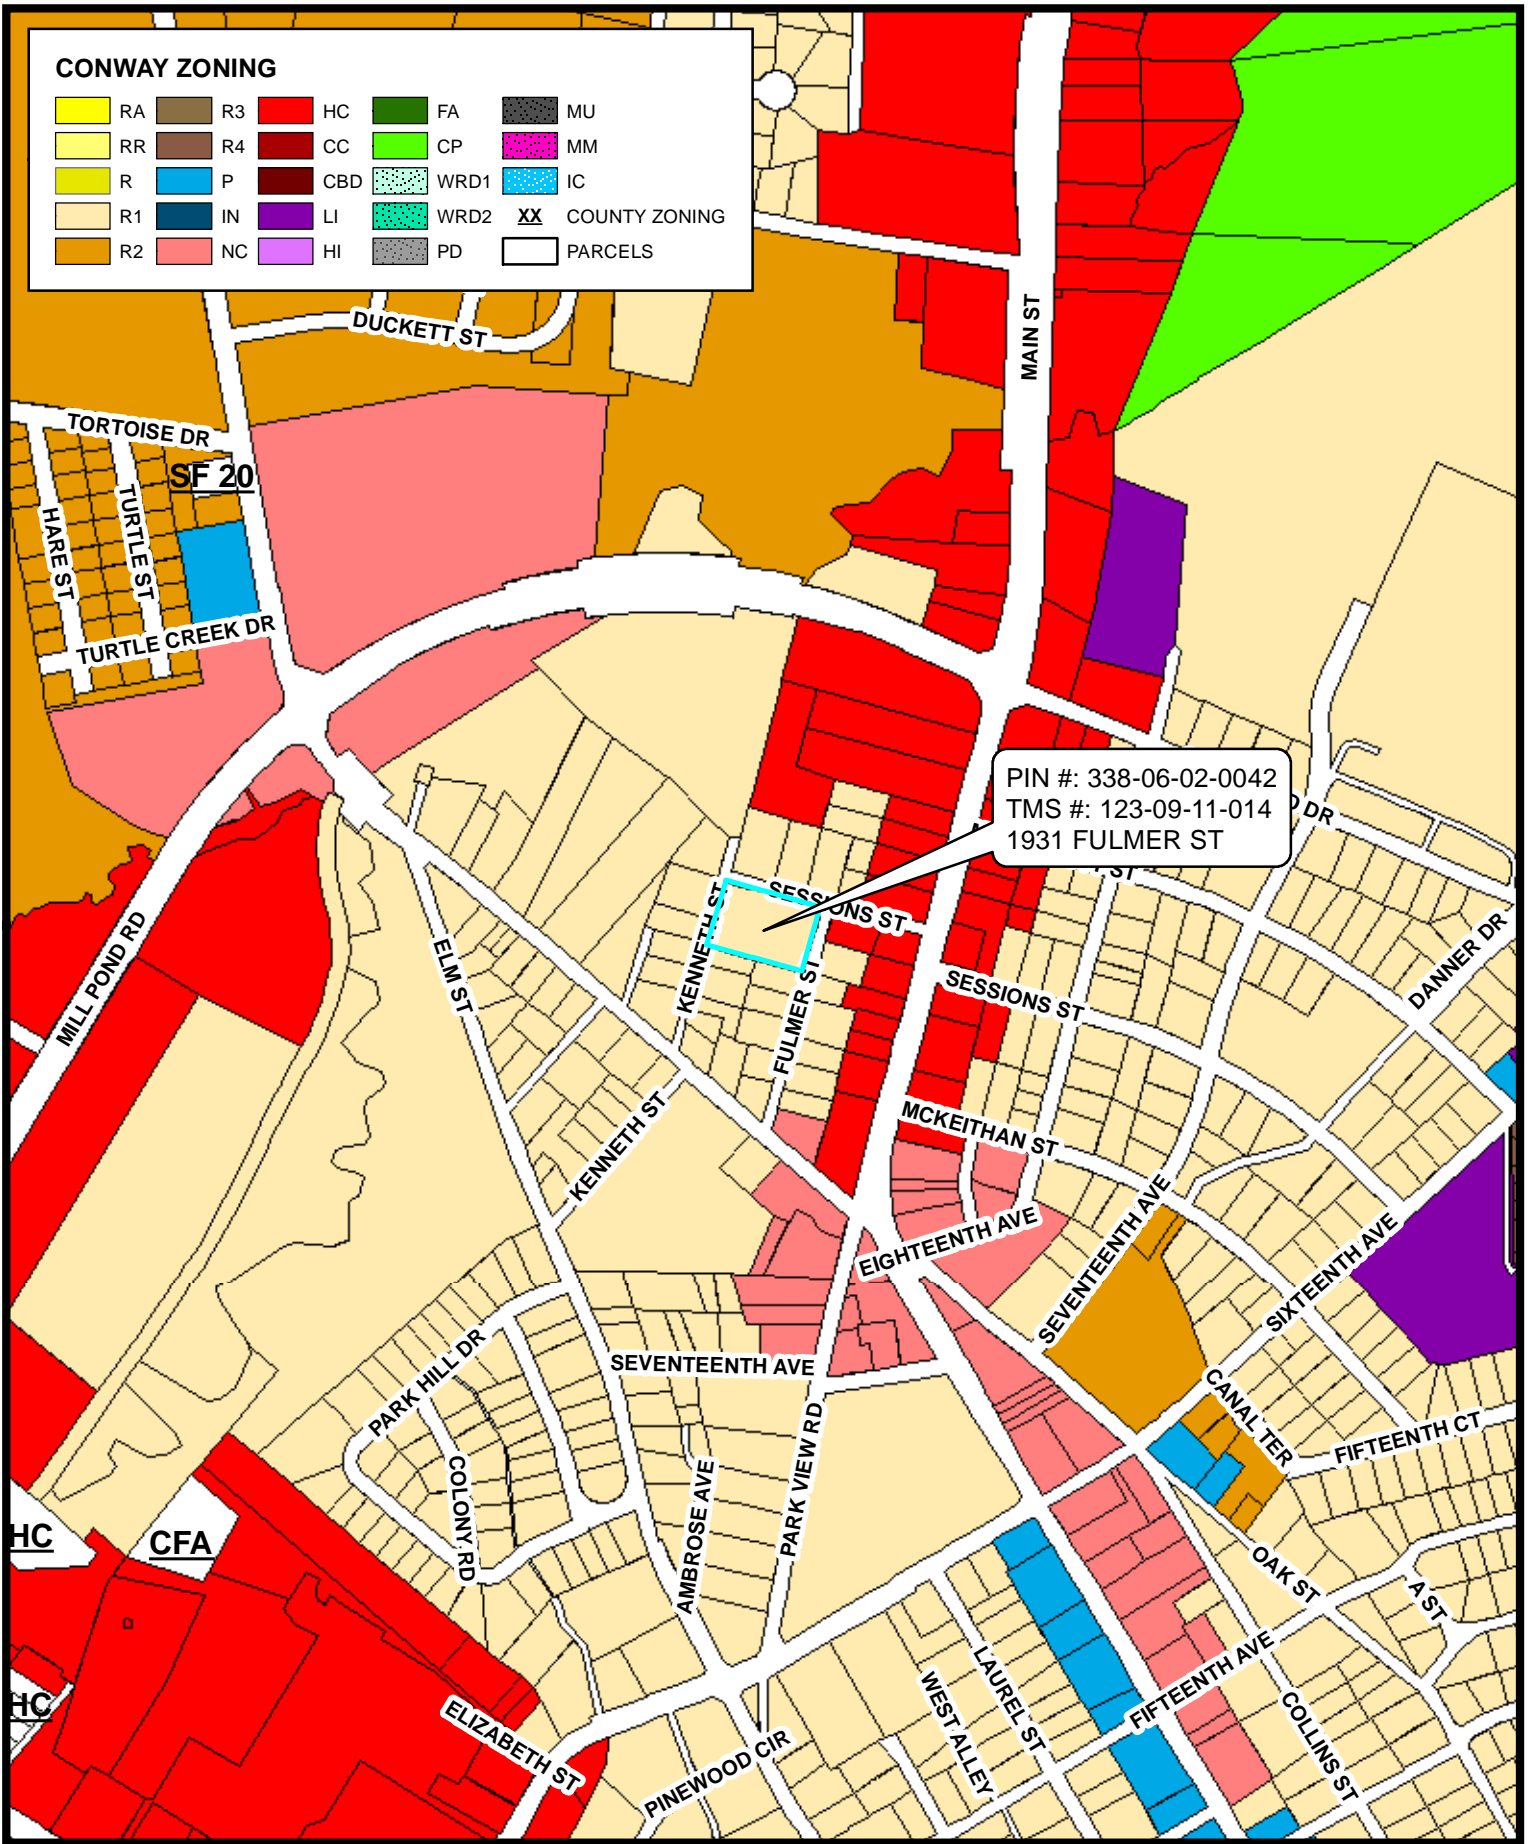 CONWAY ZONING
RA R3 HC FA MU
RR R4 CC CP MM
R P CBD WRD1 IC
R1 IN LI WRD2 XX COUNTY ZONING
R2 NC HI PD PARCELS
DUCKETT ST
MAIN ST
TORTOISE DR
SF 20
HARE ST
TURTLE ST
TURTLE CREEK DR
PIN #: 338-06-02-0042
TMS #: 123-09-11-014
1931 FULMER ST
DR
ST
SESSIONS ST
KENNETH ST
MILL POND RD
ELM ST
DANNER DR
SESSIONS ST
FULMER ST
MCKEITHAN ST
KENNETH ST
SEVENTEENTH AVE
EIGHTEENTH AVE
SIXTEENTH AVE
PARK HILL DR
SEVENTEENTH AVE
CANAL TER
FIFTEENTH CT
COLONY RD
AMBROSE AVE
PARK VIEW RD
HC
CFA
OAK ST
A ST
HC
LAUREL ST
WEST ALLEY
FIFTEENTH AVE
COLLINS ST
ELIZABETH ST
PINEWOOD CIR